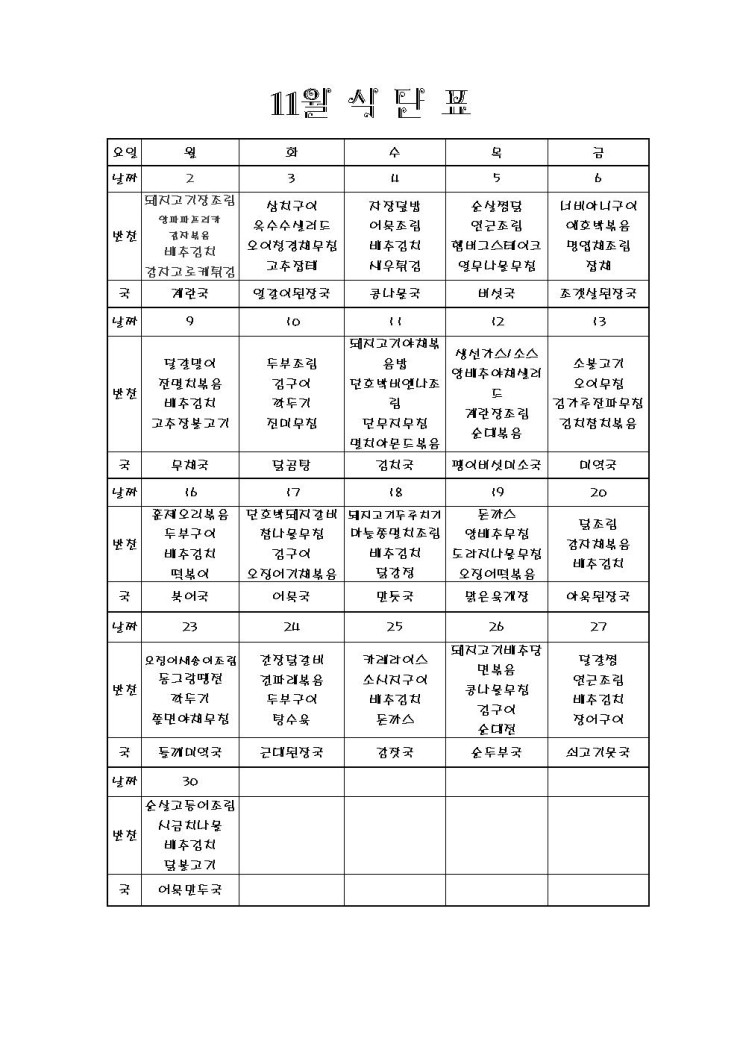 11월 식 단 표
요일 월 화 수 목 금
날짜 2 3 4 5 6
반찬
돼지고기장조림
양파파프리카
감자볶음
배추김치
감자고로케튀김
삼치구이
옥수수샐러드
오이청경채무침
고추잡채
자장덮밥
어묵조림
배추김치
새우튀김
순살찜닭
연근조림
햄버그스테이크
열무나물무침
너비아니구이
애호박볶음
명엽채조림
잡채
국 계란국 얼갈이된장국 콩나물국 버섯국 조갯살된장국
날짜 9 10 11 12 13
반찬
달걀말이
잔멸치볶음
배추김치
고추장불고기
두부조림
김구이
깍두기
진미무침
돼지고기야채볶
음밥
단호박비엔나조
림
단무지무침
멸치아몬드볶음
생선가스/소스
양배추야채샐러
드
계란장조림
순대볶음
소불고기
오이무침
김가루잔파무침
김치참치볶음
국 무채국 닭곰탕 김치국 팽이버섯미소국 미역국
날짜 16 17 18 19 20
반찬
훈제오리볶음
두부구이
배추김치
떡볶이
단호박돼지갈비
참나물무침
김구이
오징어기채볶음
돼지고기두루치기
마늘쫑멸치조림
배추김치
닭강정
돈까스
양배추무침
도라지나물무침
오징어떡볶음
닭조림
감자채볶음
배추김치
국 북어국 어묵국 만둣국 맑은육개장 아욱된장국
날짜 23 24 25 26 27
반찬
오징어새송이조림
동그랑땡전
깍두기
쫄면야채무침
간장닭갈비
건파래볶음
두부구이
탕수육
카레라이스
소시지구이
배추김치
돈까스
돼지고기배추당
면볶음
콩나물무침
김구이
순대전
달걀찜
연근조림
배추김치
장어구이
국 들깨미역국 근대된장국 감잣국 순두부국 쇠고기뭇국
날짜 30
반찬
순살고등어조림
시금치나물
배추김치
닭불고기
국 어묵만두국